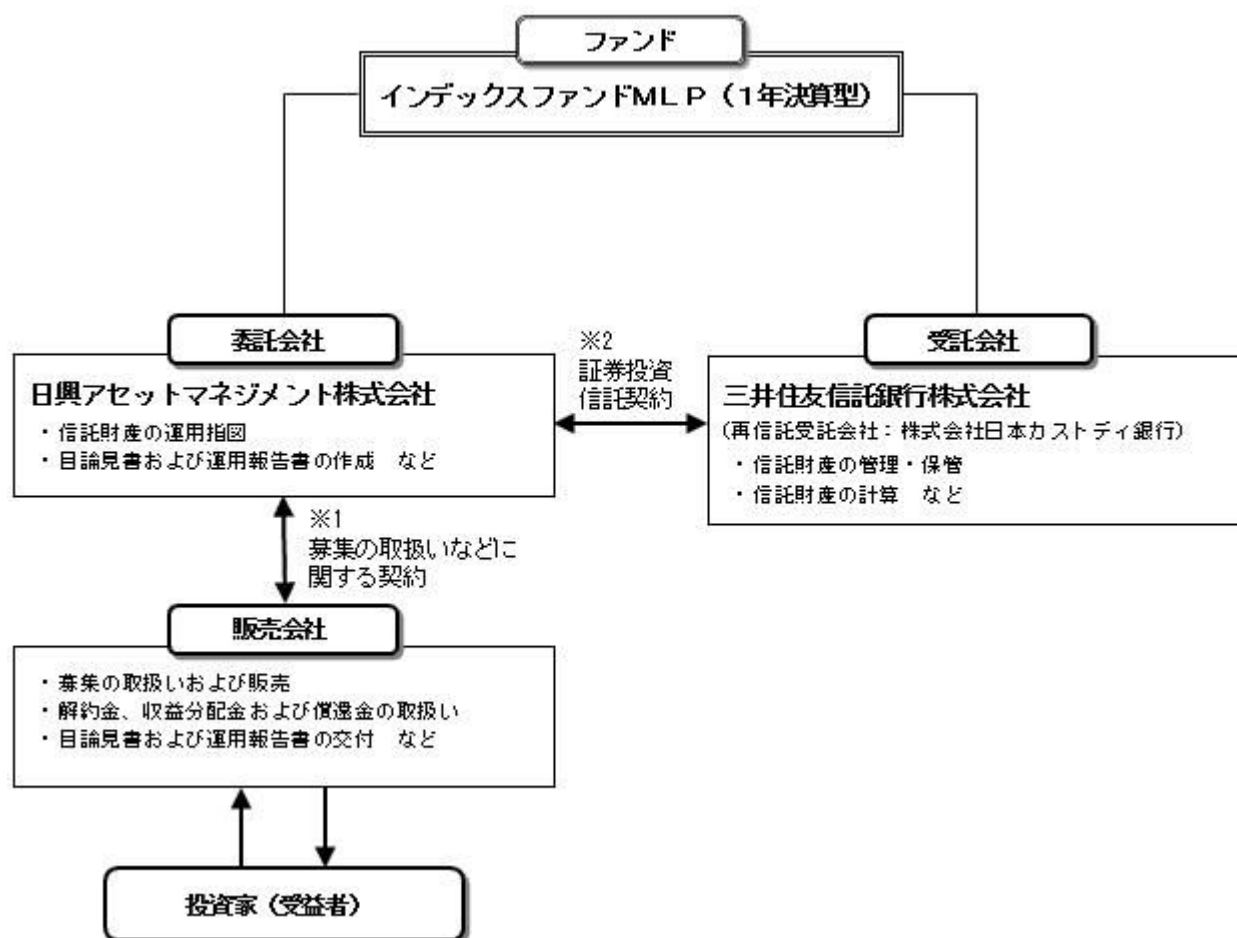 ファンド
インデックスファンドMLP（1年決算型）
委託会社
日興アセットマネジメント株式会社
・信託財産の運用指図
・目論見書および運用報告書の作成　など
※2
証券投資
信託契約
受託会社
三井住友信託銀行株式会社
(再信託受託会社：株式会社日本カストディ銀行)
・信託財産の管理・保管
・信託財産の計算　など
※1
募集の取扱いなどに
関する契約
販売会社
・募集の取扱いおよび販売
・解約金、収益分配金および償還金の取扱い
・目論見書および運用報告書の交付　など
投資家（受益者）